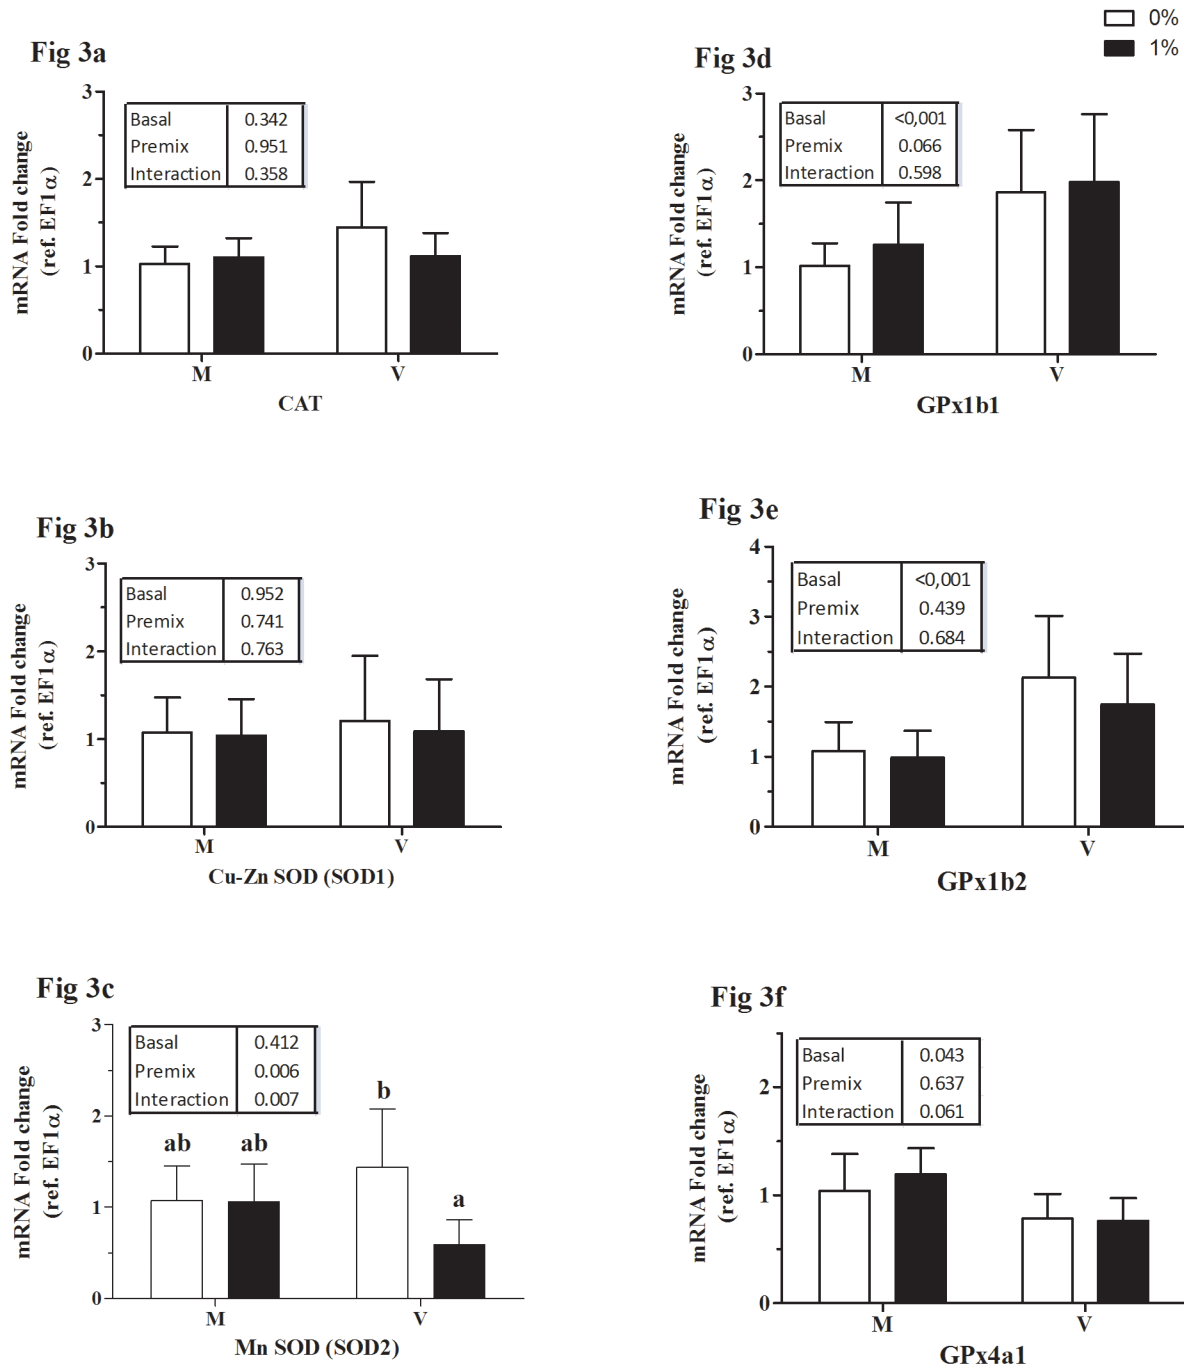 0%
1%
Fig 3a
mRNA Fold change
(ref. EF1α)
3
2
1
0
Basal 0.342
Premix 0.951
Interaction 0.358
M V
CAT
Fig 3d
mRNA Fold change
(ref. EF1α)
3
2
1
0
Basal <0,001
Premix 0.066
Interaction 0.598
M V
GPx1b1
Fig 3b
mRNA Fold change
(ref. EF1α)
3
2
1
0
Basal 0.952
Premix 0.741
Interaction 0.763
M V
Cu-Zn SOD (SOD1)
Fig 3e
mRNA Fold change
(ref. EF1α)
4
3
2
1
0
Basal <0,001
Premix 0.439
Interaction 0.684
M V
GPx1b2
Fig 3c
mRNA Fold change
(ref. EF1α)
3
2
1
0
Basal 0.412
Premix 0.006
Interaction 0.007
ab ab b a
M V
Mn SOD (SOD2)
Fig 3f
mRNA Fold change
(ref. EF1α)
2
1
0
Basal 0.043
Premix 0.637
Interaction 0.061
M V
GPx4a1